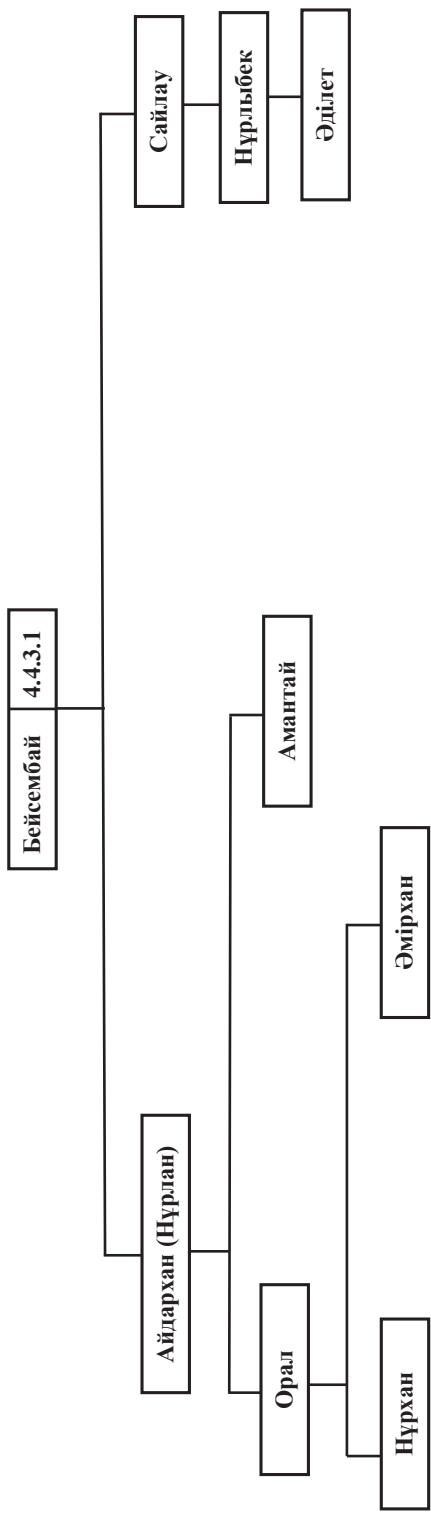 Бейсембай 4.4.3.1
Айдархан (Нұрлан)
Сайлау
Орал
Амантай
Нұрлыбек
Нұрхан
Әмірхан
Әділет